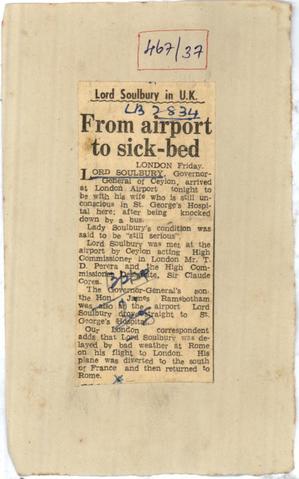 467/37
Lord Soulbury in U.K.
LB 2834
From airport
to sick-bed
LONDON Friday.
LORD SOULBURY, Governor-
General of Ceylon, arrived
at London Airport tonight to
be with his wife who is still un-
conscious in St. George's Hospital
here; after being knocked
down by a bus.
Lady Soulbury's condition was
said to be "still serious".
Lord Soulbury was met at the
airport by Ceylon acting High
Commissioner in London Mr. T.
D. Perera and the High Com-
missioner Sir Claude
Corea.
The Governor-General's son,
the Hon. James Ramsbotham
was also at the airport Lord
Soulbury drove straight to St.
George's Hospital.
Our London correspondent
adds that Lord Soulbury was de-
layed by bad weather at Rome
on his flight to London. His
plane was diverted to the south
of France and then returned to
Rome.